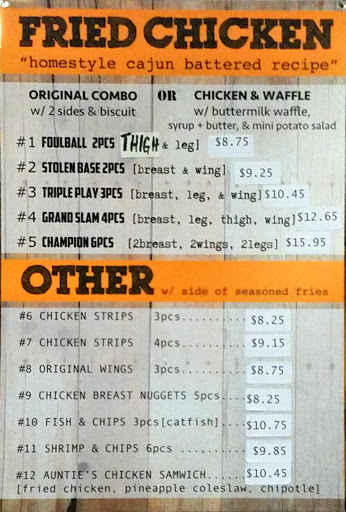 FRIED CHICKEN
"homestyle cajun battered recipe"
ORIGINAL COMBO OR CHICKEN & WAFFLE
w/ 2 sides & biscuit w/ buttermilk waffle,
syrup + butter, & mini potato salad
#1 FOULBALL 2PCS THIGH & leg] $8.75
#2 STOLEN BASE 2PCS [breast & wing] $9.25
#3 TRIPLE PLAY 3PCS [breast, leg, & wing] $10.45
#4 GRAND SLAM 4PCS [breast, leg, thigh, wing] $12.65
#5 CHAMPION 6PCS [2breast, 2wings, 2legs] $15.95
OTHER w/ side of seasoned fries
#6 CHICKEN STRIPS 3pcs.......... $8.25
#7 CHICKEN STRIPS 4pcs.......... $9.15
#8 ORIGINAL WINGS 3pcs.......... $8.75
#9 CHICKEN BREAST NUGGETS 5pcs.... $8.25
#10 FISH & CHIPS 3pcs[catfish].... $10.75
#11 SHRIMP & CHIPS 6pcs .......... $9.85
#12 AUNTIE'S CHICKEN SAMWICH...... $10.45
[fried chicken, pineapple coleslaw, chipotle]